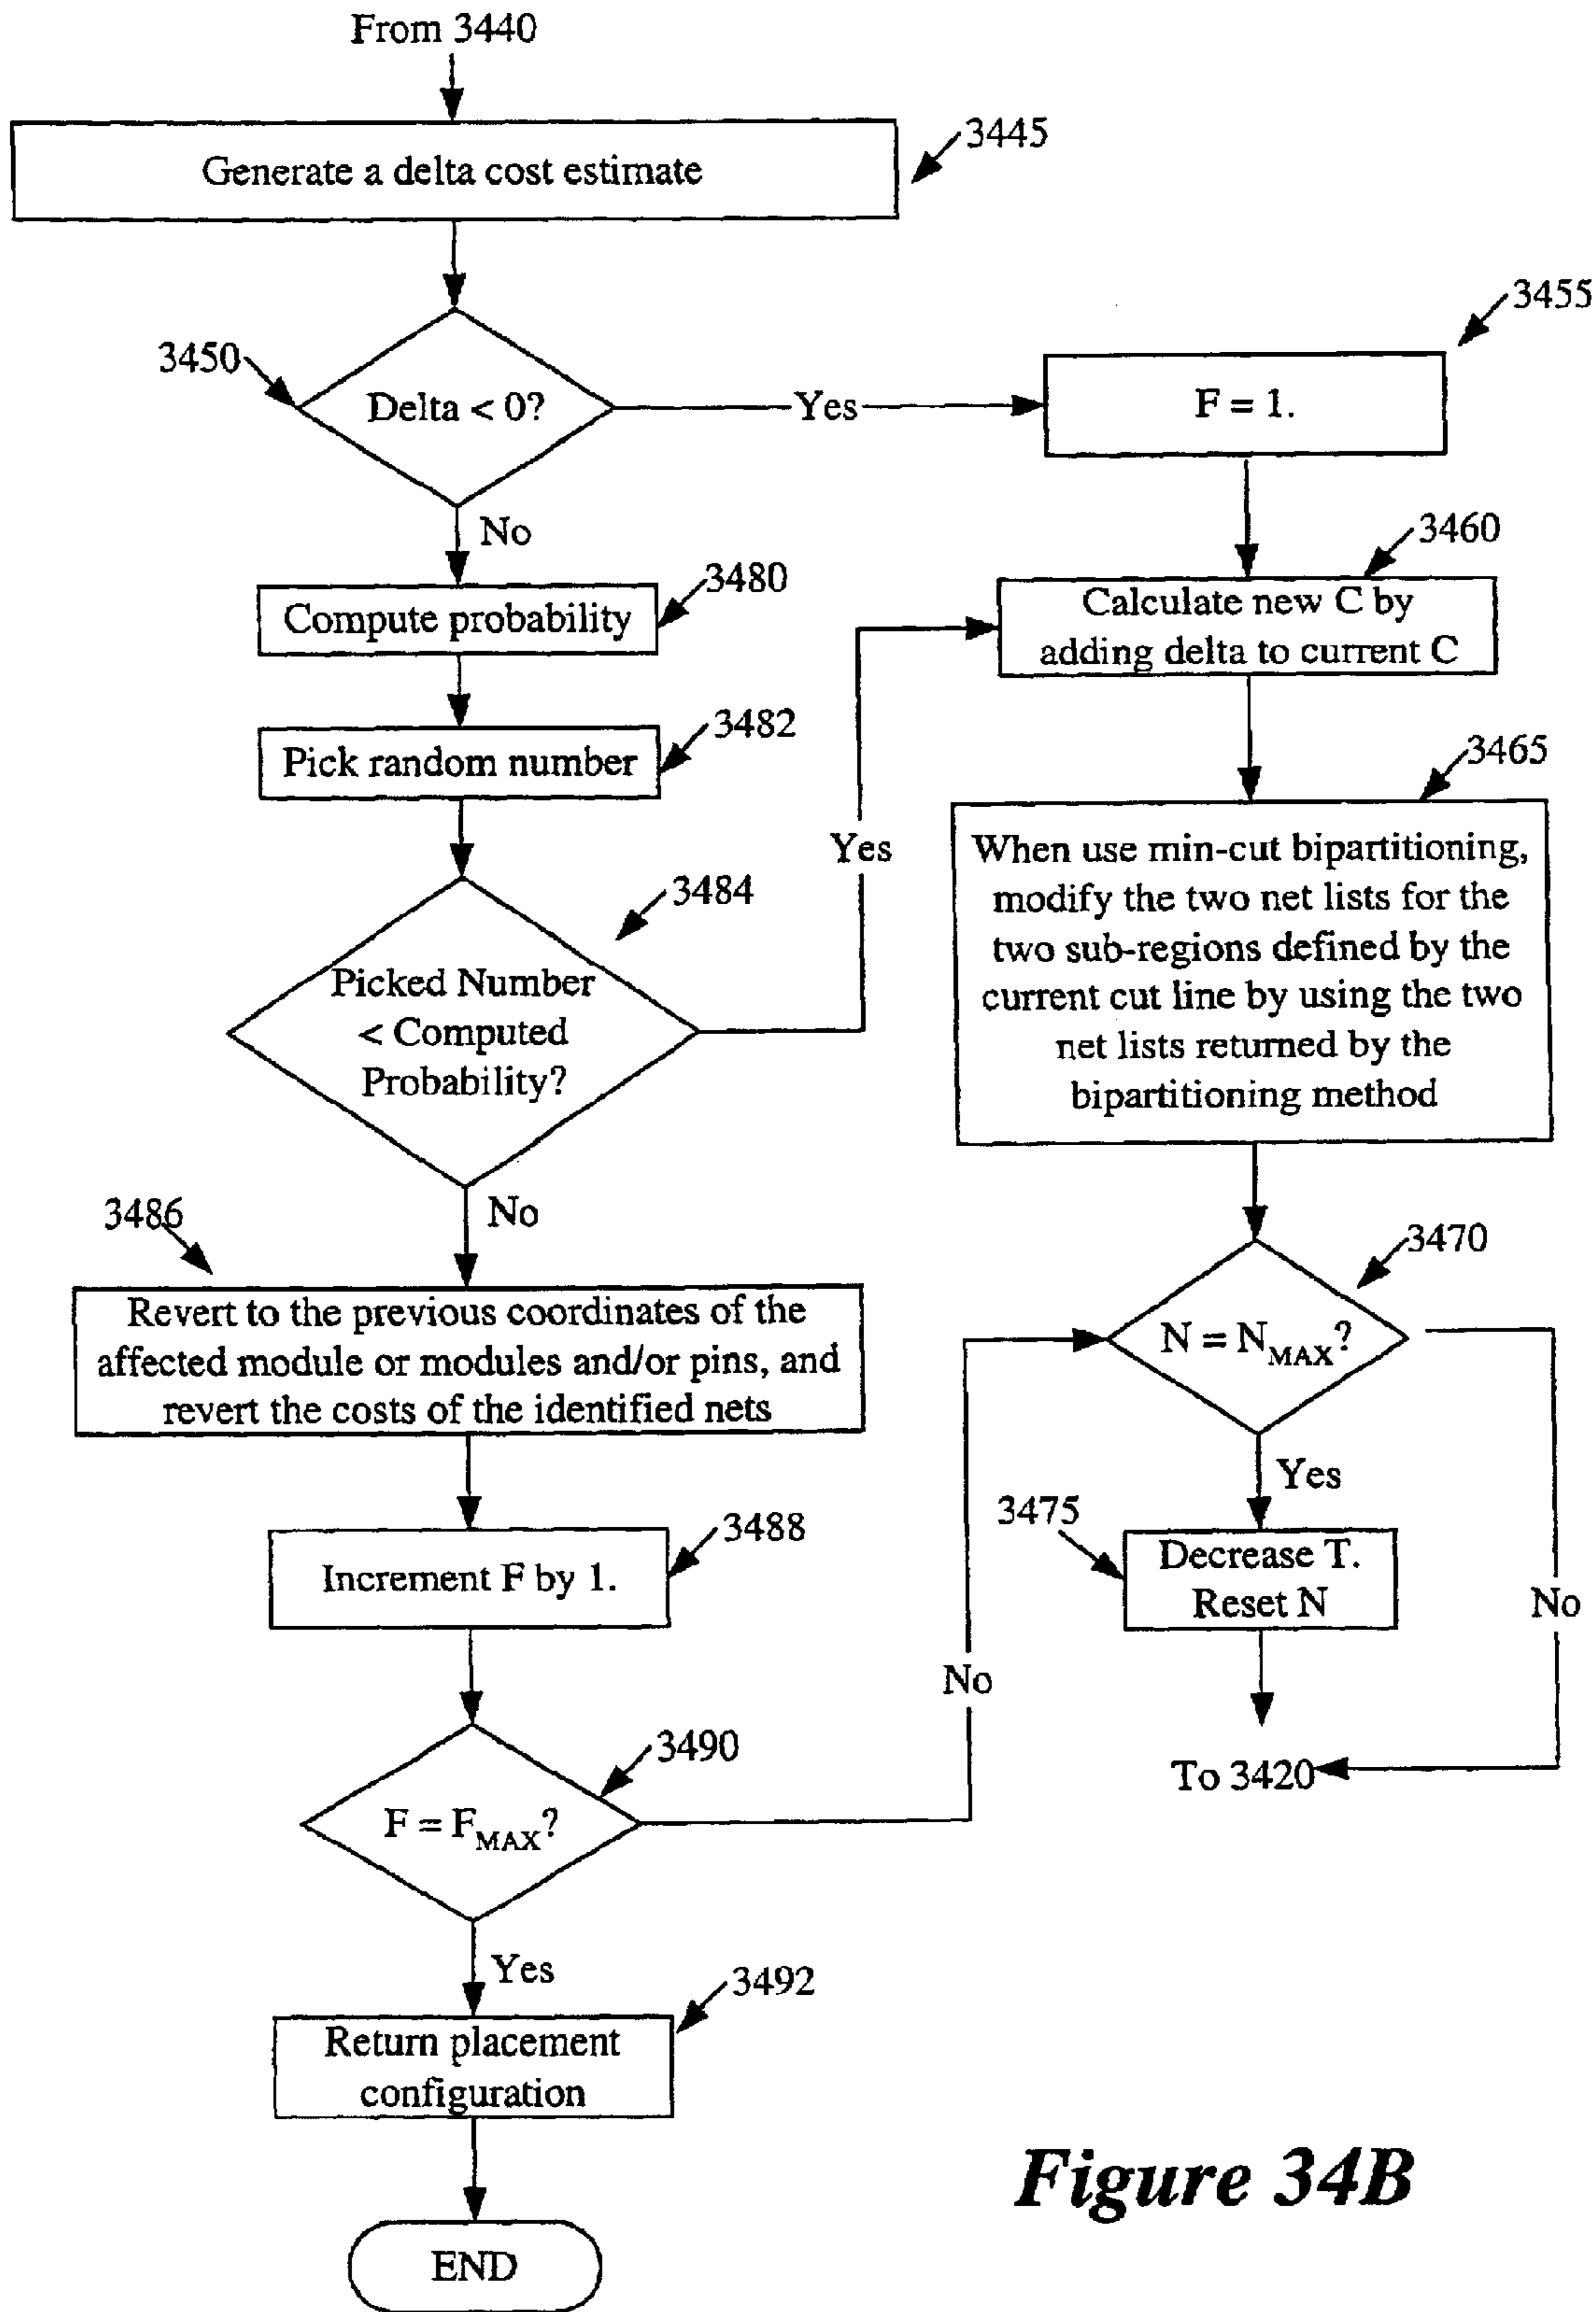 From 3440
Generate a delta cost estimate
3445
3450
Delta < 0?
Yes
F = 1.
3455
No
Compute probability
3480
Calculate new C by
adding delta to current C
3460
Pick random number
3482
Picked Number
< Computed
Probability?
3484
Yes
When use min-cut bipartitioning,
modify the two net lists for the
two sub-regions defined by the
current cut line by using the two
net lists returned by the
bipartitioning method
3465
No
3486
Revert to the previous coordinates of the
affected module or modules and/or pins, and
revert the costs of the identified nets
N = N_MAX?
3470
Yes
No
3475
Decrease T.
Reset N
Increment F by 1.
3488
No
To 3420
F = F_MAX?
3490
Yes
Return placement
configuration
3492
END
Figure 34B